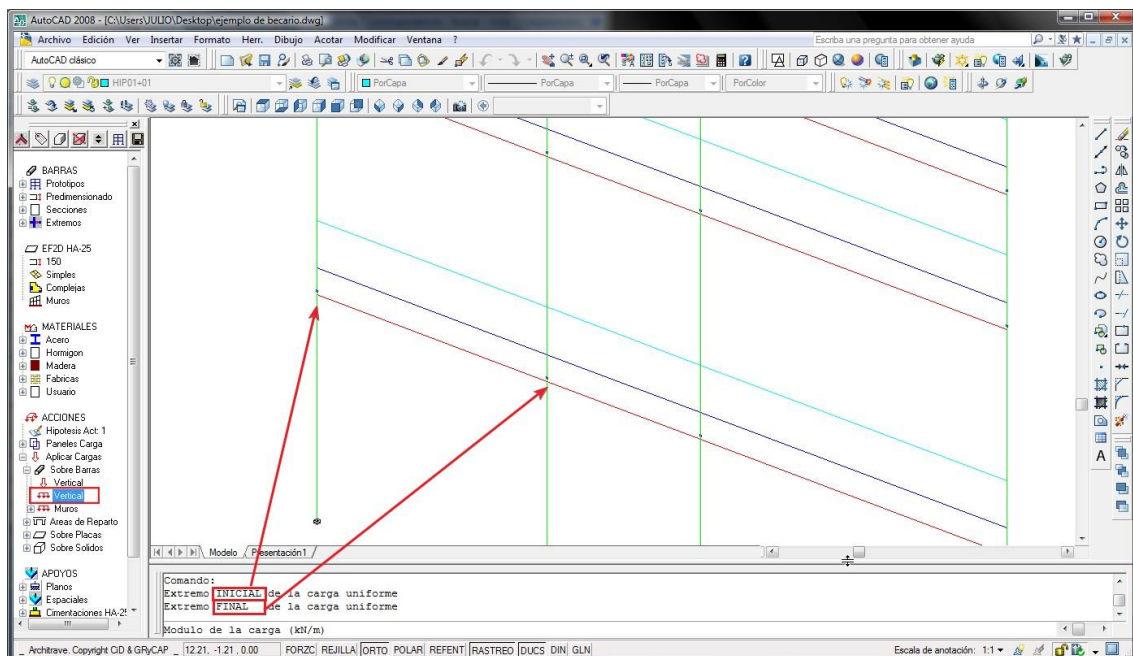 AutoCAD 2008 - [C:\Users\JULIO\Desktop\ejemplo de becario.dwg]
Archivo Edición Ver Insertar Formato Herr. Dibujo Acotar Modificar Ventana ?
Escriba una pregunta para obtener ayuda
AutoCAD clásico
HIP01+01
PorCapa
PorCapa
PorCapa
PorColor
BARRAS
Prototipos
Predimensionado
Secciones
Extremos
EF2D HA-25
150
Simples
Complejas
Muros
MATERIALES
Acero
Hormigon
Madera
Fabricas
Usuario
ACCIONES
Hipotesis Act: 1
Paneles Carga
Aplicar Cargas
Sobre Barras
Vertical
Vertical
Muros
Areas de Reparto
Sobre Placas
Sobre Solidos
APOYOS
Planos
Espaciales
Cimentaciones HA-25
Modelo
Presentación1
Comando:
Extremo INICIAL de la carga uniforme
Extremo FINAL de la carga uniforme
Modulo de la carga (kN/m)
_ Architrave. Copyright CiD & GRyCAP _ 12.21, -1.21 , 0.00 FORZC REJILLA ORTO POLAR REFENT RASTREO DUCS DIN GLN Escala de anotación: 1:1